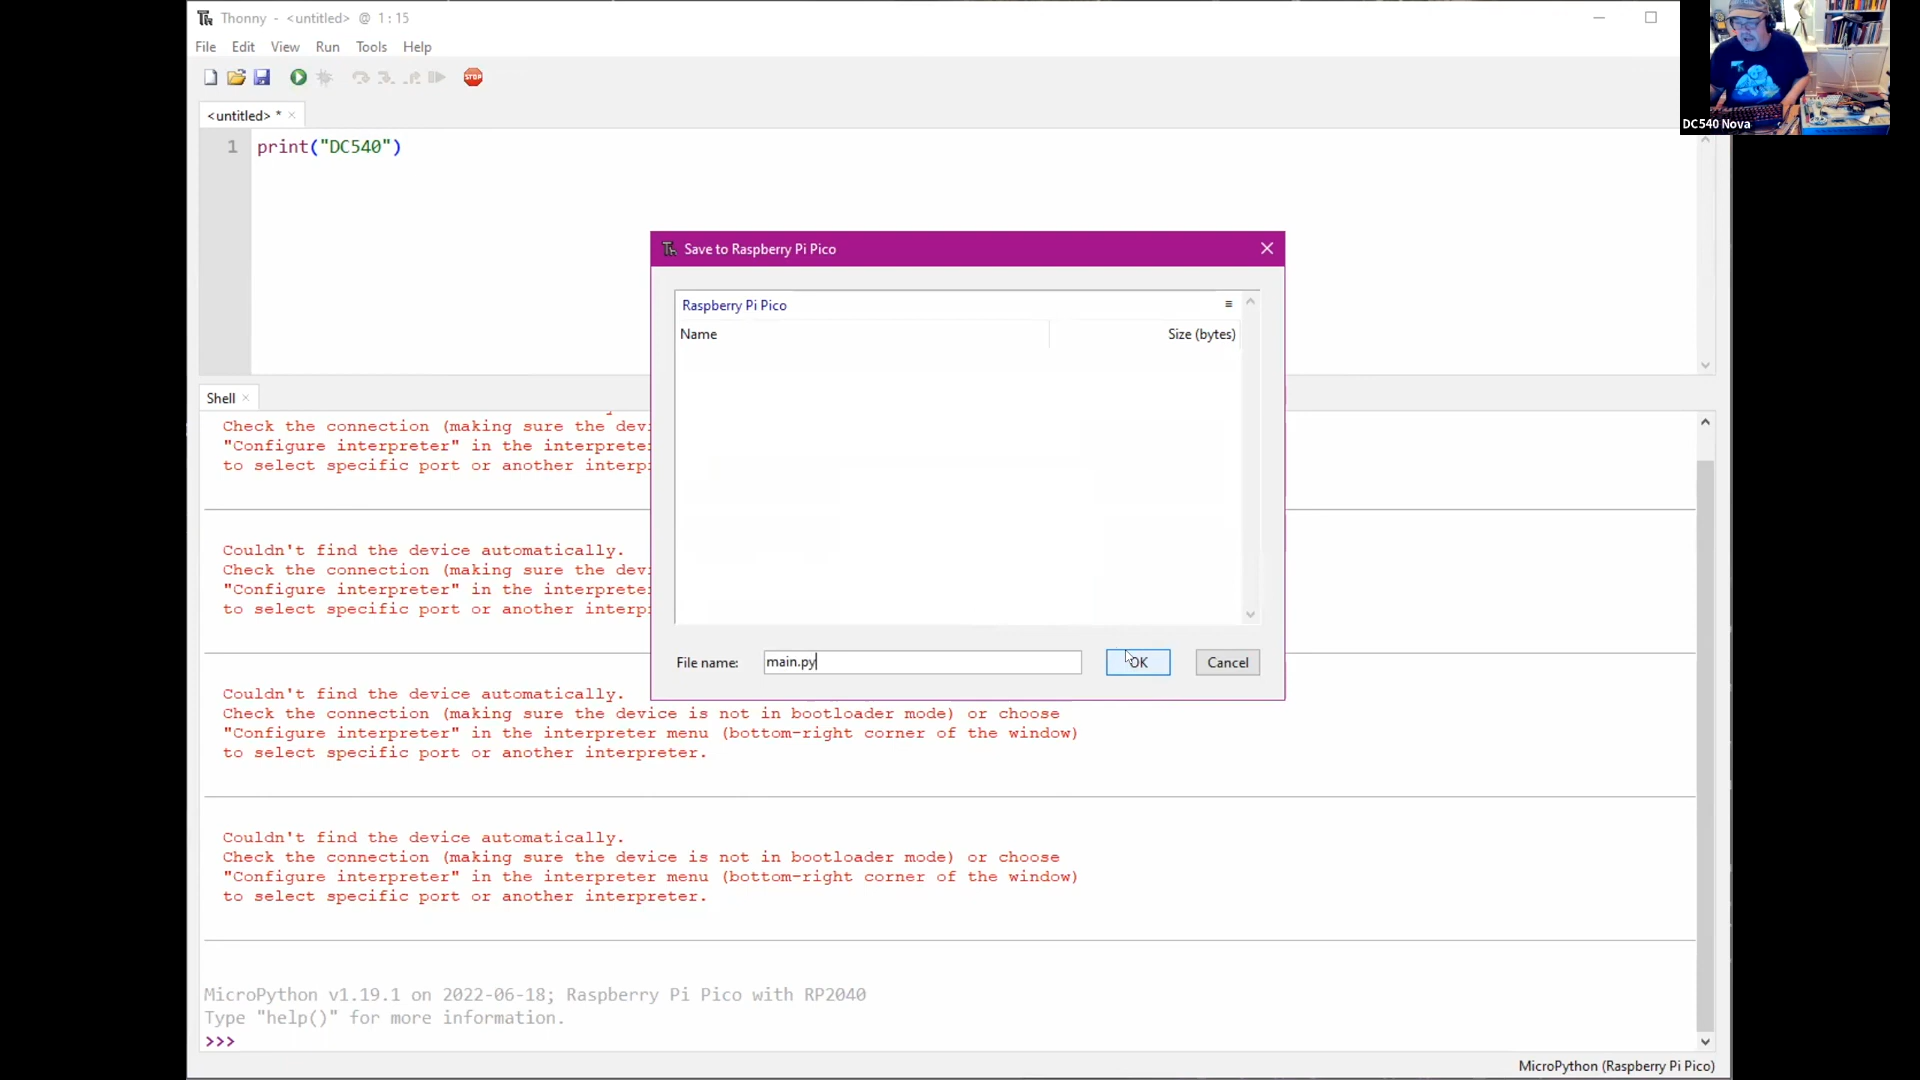 Thonny - <untitled> @ 1:15
File Edit View Run Tools Help
STOP
<untitled> *
1 print("DC540")
DC540 Nova
Save to Raspberry Pi Pico
Raspberry Pi Pico
Name Size (bytes)
File name: main.py OK Cancel
Shell
Check the connection (making sure the devi
"Configure interpreter" in the interprete
to select specific port or another interp
Couldn't find the device automatically.
Check the connection (making sure the devi
"Configure interpreter" in the interprete
to select specific port or another interp
Couldn't find the device automatically.
Check the connection (making sure the device is not in bootloader mode) or choose
"Configure interpreter" in the interpreter menu (bottom-right corner of the window)
to select specific port or another interpreter.
Couldn't find the device automatically.
Check the connection (making sure the device is not in bootloader mode) or choose
"Configure interpreter" in the interpreter menu (bottom-right corner of the window)
to select specific port or another interpreter.
MicroPython v1.19.1 on 2022-06-18; Raspberry Pi Pico with RP2040
Type "help()" for more information.
>>>
MicroPython (Raspberry Pi Pico)